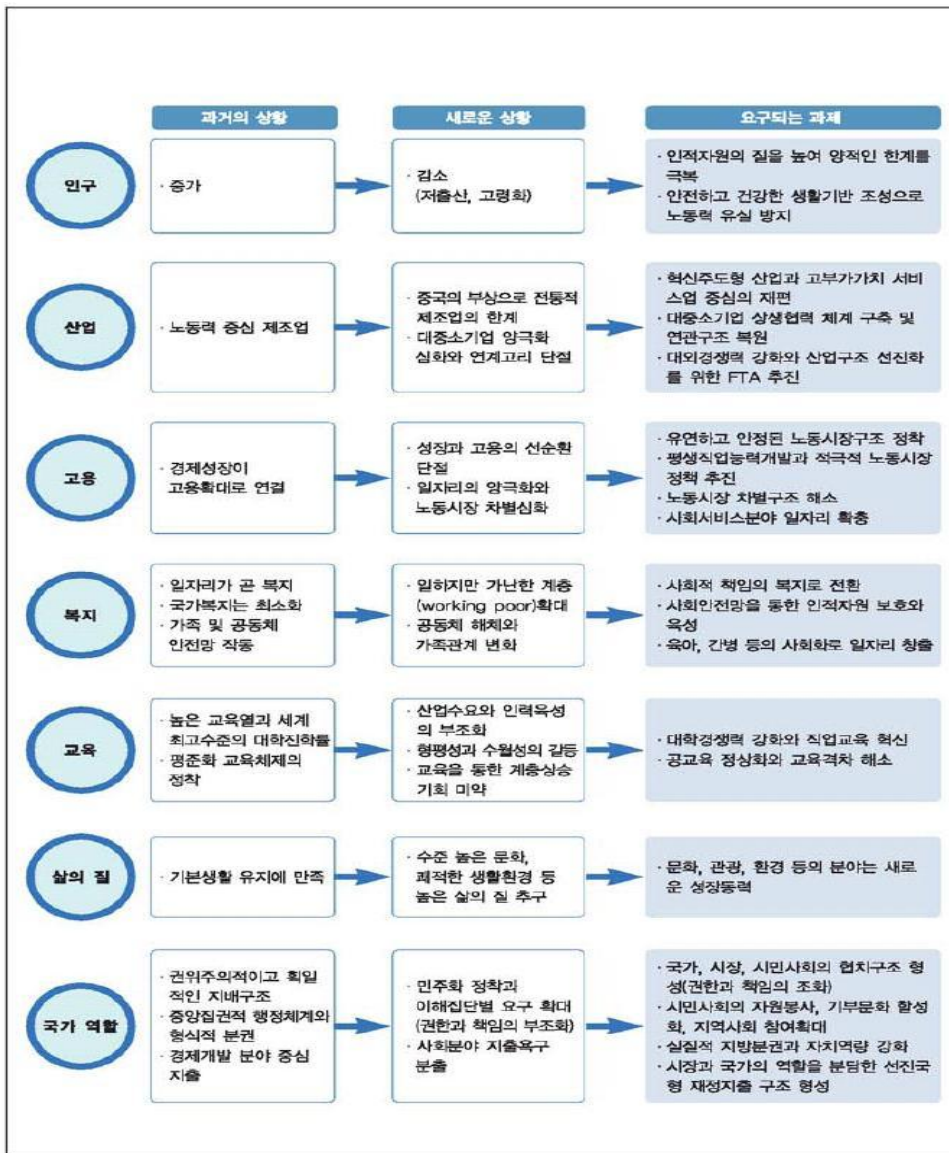 과거의 상황
새로운 상황
요구되는 과제
인구
· 증가
· 감소
(저출산, 고령화)
· 인적자원의 질을 높여 양적인 한계를
극복
· 안전하고 건강한 생활기반 조성으로
노동력 유실 방지
산업
· 노동력 중심 제조업
· 중국의 부상으로 전통적
제조업의 한계
· 대중소기업 양극화
심화와 연계고리 단절
· 혁신주도형 산업과 고부가가치 서비
스업 중심의 재편
· 대중소기업 상생협력 체계 구축 및
연관구조 복원
· 대외경쟁력 강화와 산업구조 선진화
를 위한 FTA 추진
고용
· 경제성장이
고용확대로 연결
· 성장과 고용의 선순환
단절
· 일자리의 양극화와
노동시장 차별심화
· 유연하고 안정된 노동시장구조 정착
· 평생직업능력개발과 적극적 노동시장
정책 추진
· 노동시장 차별구조 해소
· 사회서비스분야 일자리 확충
복지
· 일자리가 곧 복지
· 국가복지는 최소화
· 가족 및 공동체
안전망 작동
· 일하지만 가난한 계층
(working poor)확대
· 공동체 해체와
가족관계 변화
· 사회적 책임의 복지로 전환
· 사회안전망을 통한 인적자원 보호와
육성
· 육아, 간병 등의 사회화로 일자리 창출
교육
· 높은 교육열과 세계
최고수준의 대학진학률
· 평준화 교육체제의
정착
· 산업수요와 인력육성
의 부조화
· 형평성과 수월성의 갈등
· 교육을 통한 계층상승
기회 미약
· 대학경쟁력 강화와 직업교육 혁신
· 공교육 정상화와 교육격차 해소
삶의 질
· 기본생활 유지에 만족
· 수준 높은 문화,
쾌적한 생활환경 등
높은 삶의 질 추구
· 문화, 관광, 환경 등의 분야는 새로
운 성장동력
국가 역할
· 권위주의적이고 획일
적인 지배구조
· 중앙집권적 행정체계와
형식적 분권
· 경제개발 분야 중심
지출
· 민주화 정착과
이해집단별 요구 확대
(권한과 책임의 부조화)
· 사회분야 지출욕구
분출
· 국가, 시장, 시민사회의 협치구조 형
성(권한과 책임의 조화)
· 시민사회의 자원봉사, 기부문화 활성
화, 지역사회 참여확대
· 실질적 지방분권과 자치역량 강화
· 시장과 국가의 역할을 분담한 선진국
형 재정지출 구조 형성